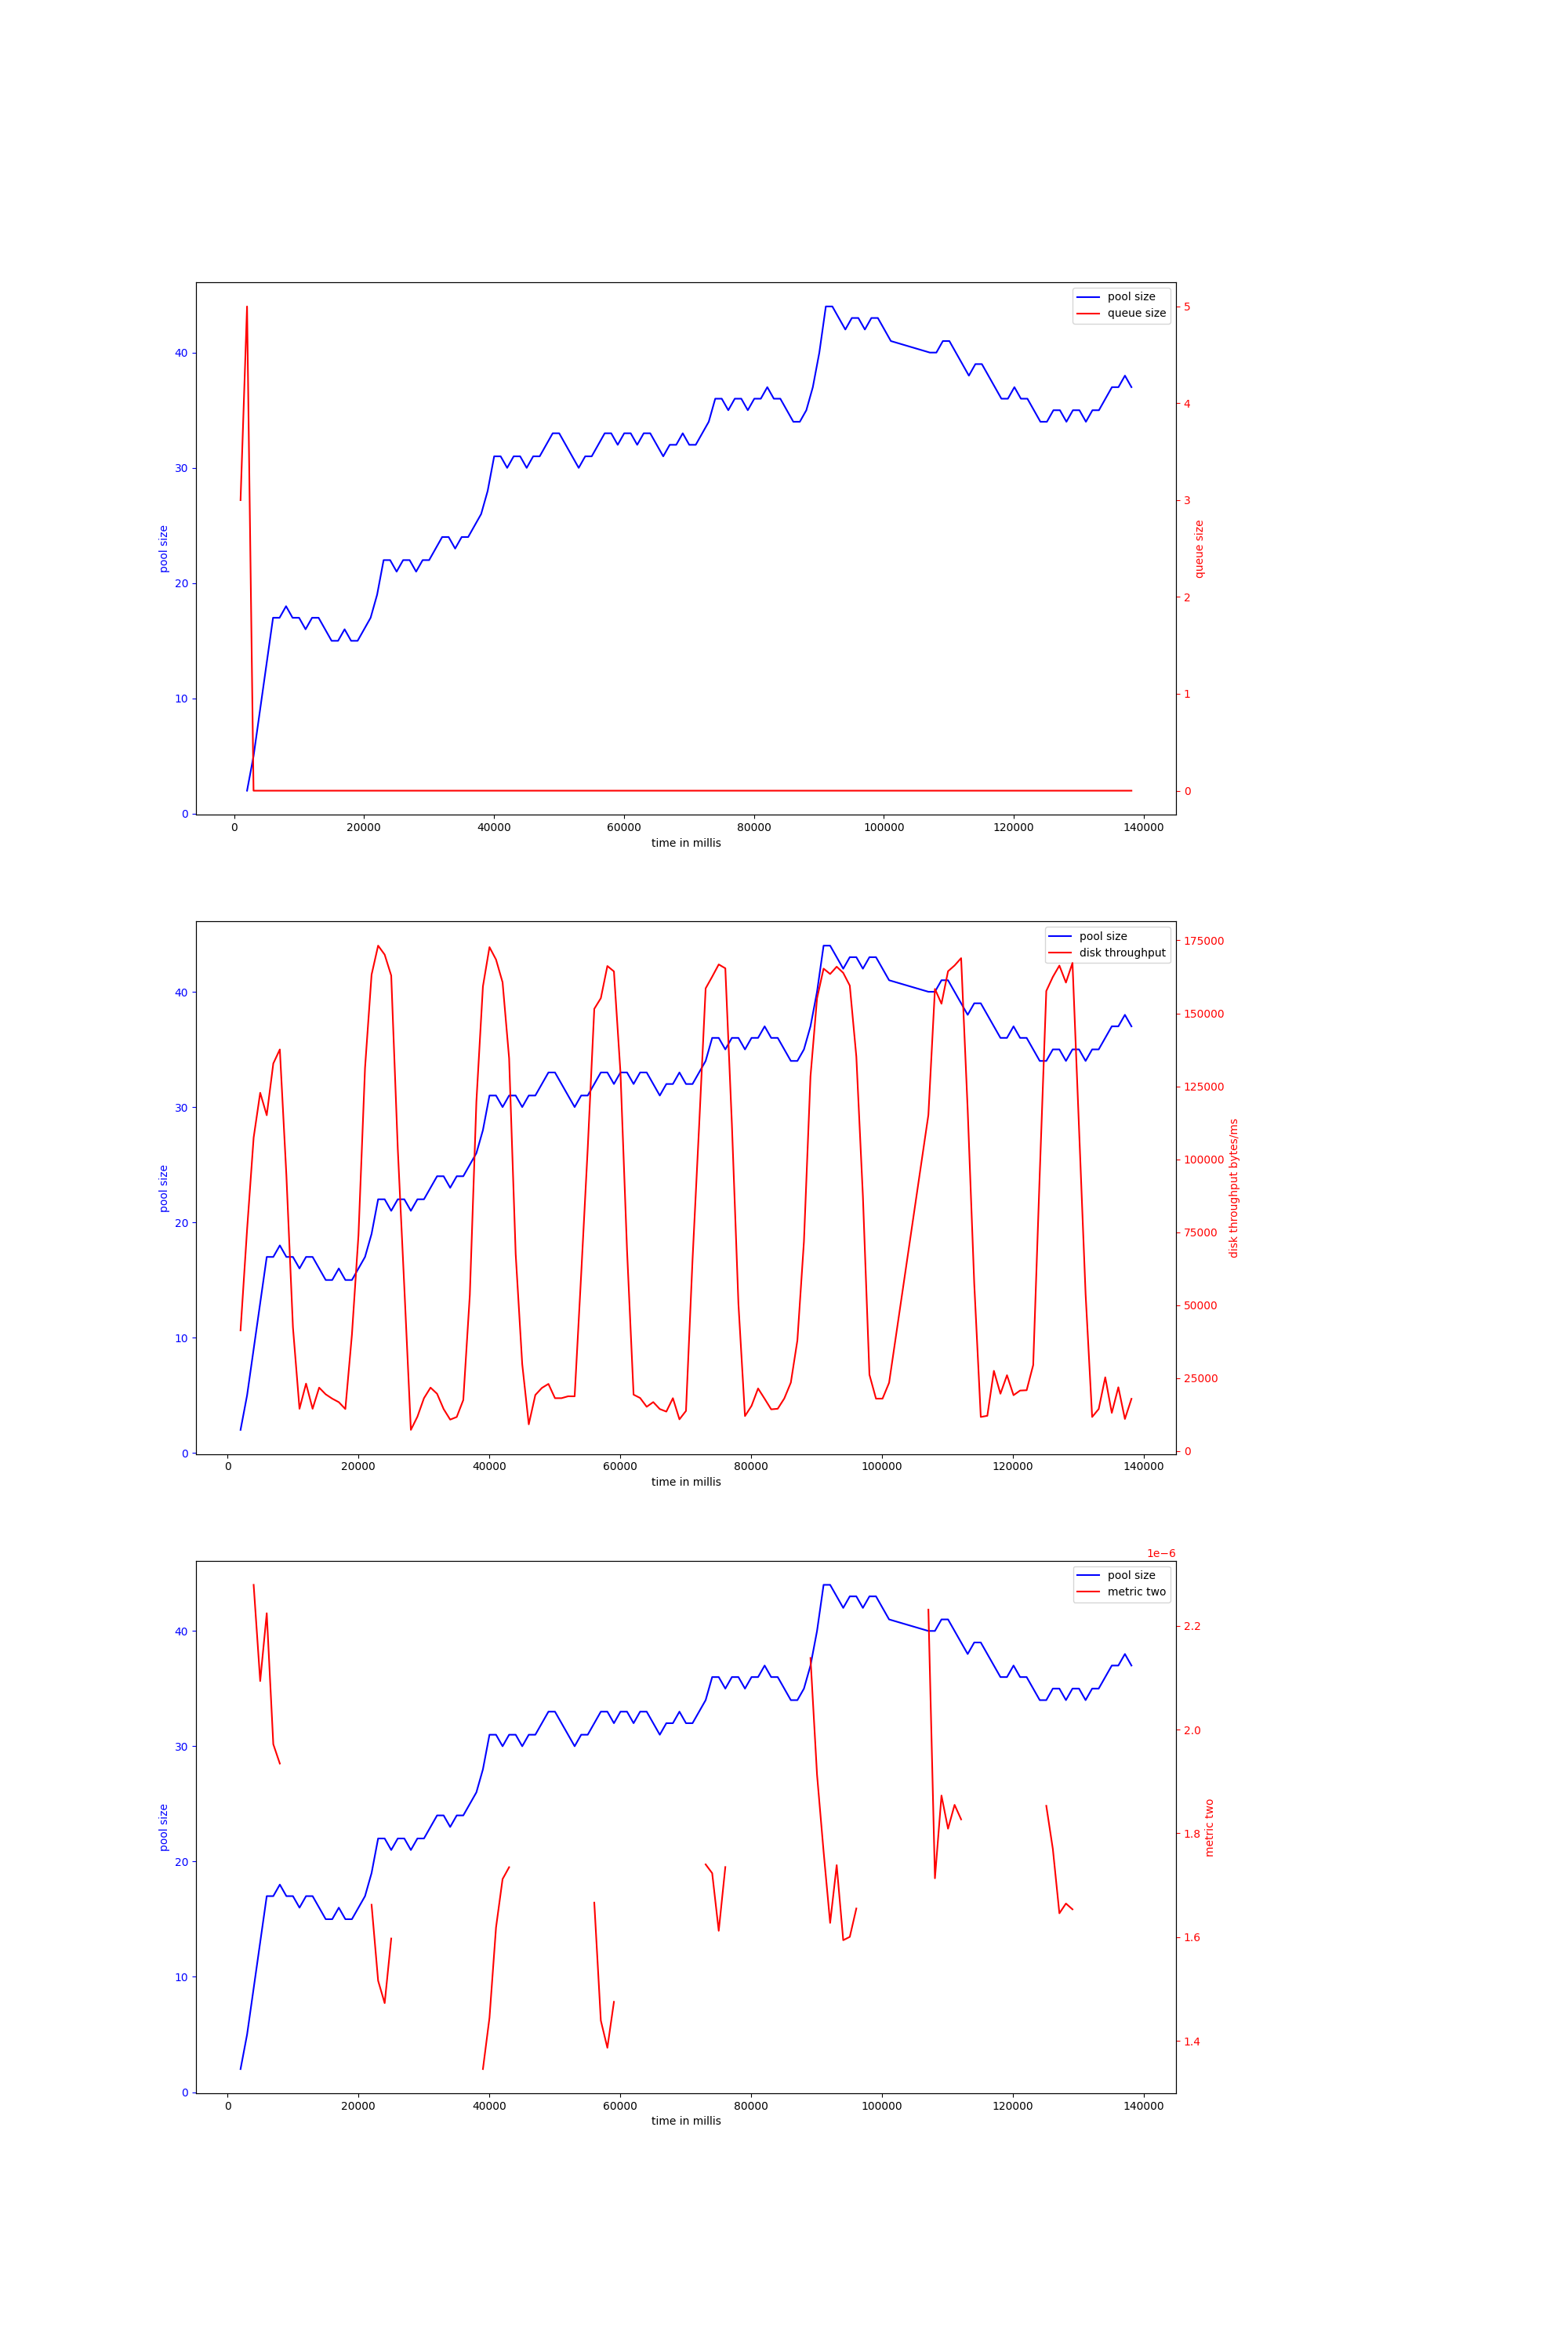 pool size
queue size
40
30
20
10
0
pool size
5
4
3
2
1
0
queue size
0 20000 40000 60000 80000 100000 120000 140000
time in millis
pool size
disk throughput
40
30
20
10
0
pool size
175000
150000
125000
100000
75000
50000
25000
0
disk throughput bytes/ms
0 20000 40000 60000 80000 100000 120000 140000
time in millis
1e−6
pool size
metric two
40
30
20
10
0
pool size
2.2
2.0
1.8
1.6
1.4
metric two
0 20000 40000 60000 80000 100000 120000 140000
time in millis